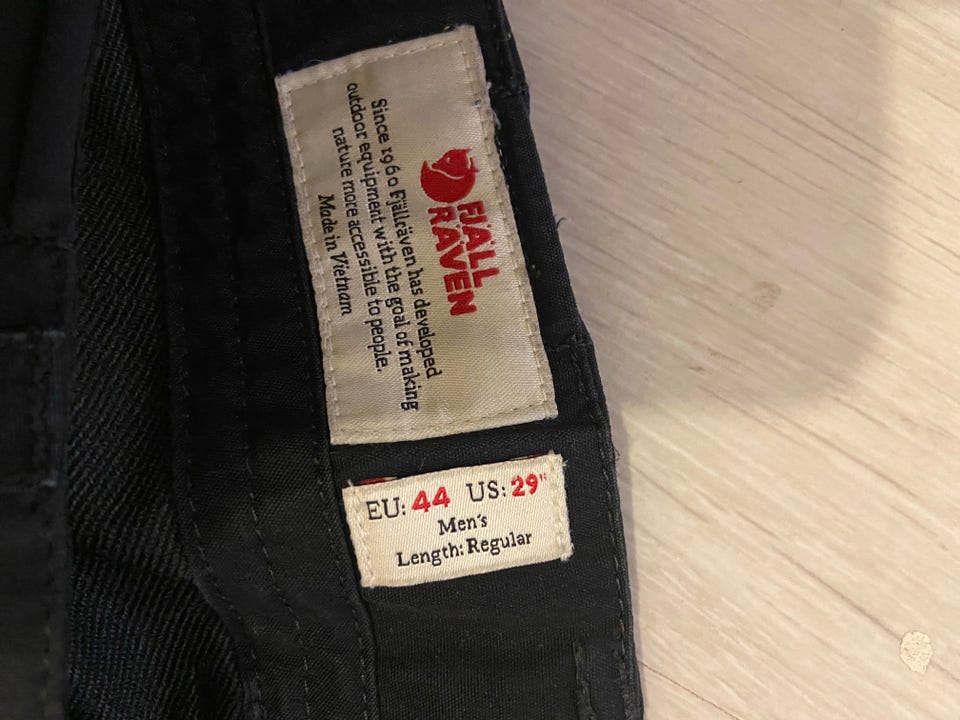 FJÄLL
RÄVEN
Since 1960 Fjällräven has developed
outdoor equipment with the goal of making
nature more accessible to people.
Made in Vietnam
EU: 44 US: 29"
Men's
Length: Regular